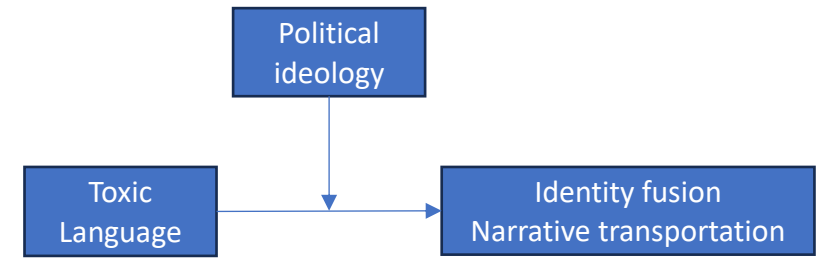 Political
ideology
Toxic
Language
Identity fusion
Narrative transportation